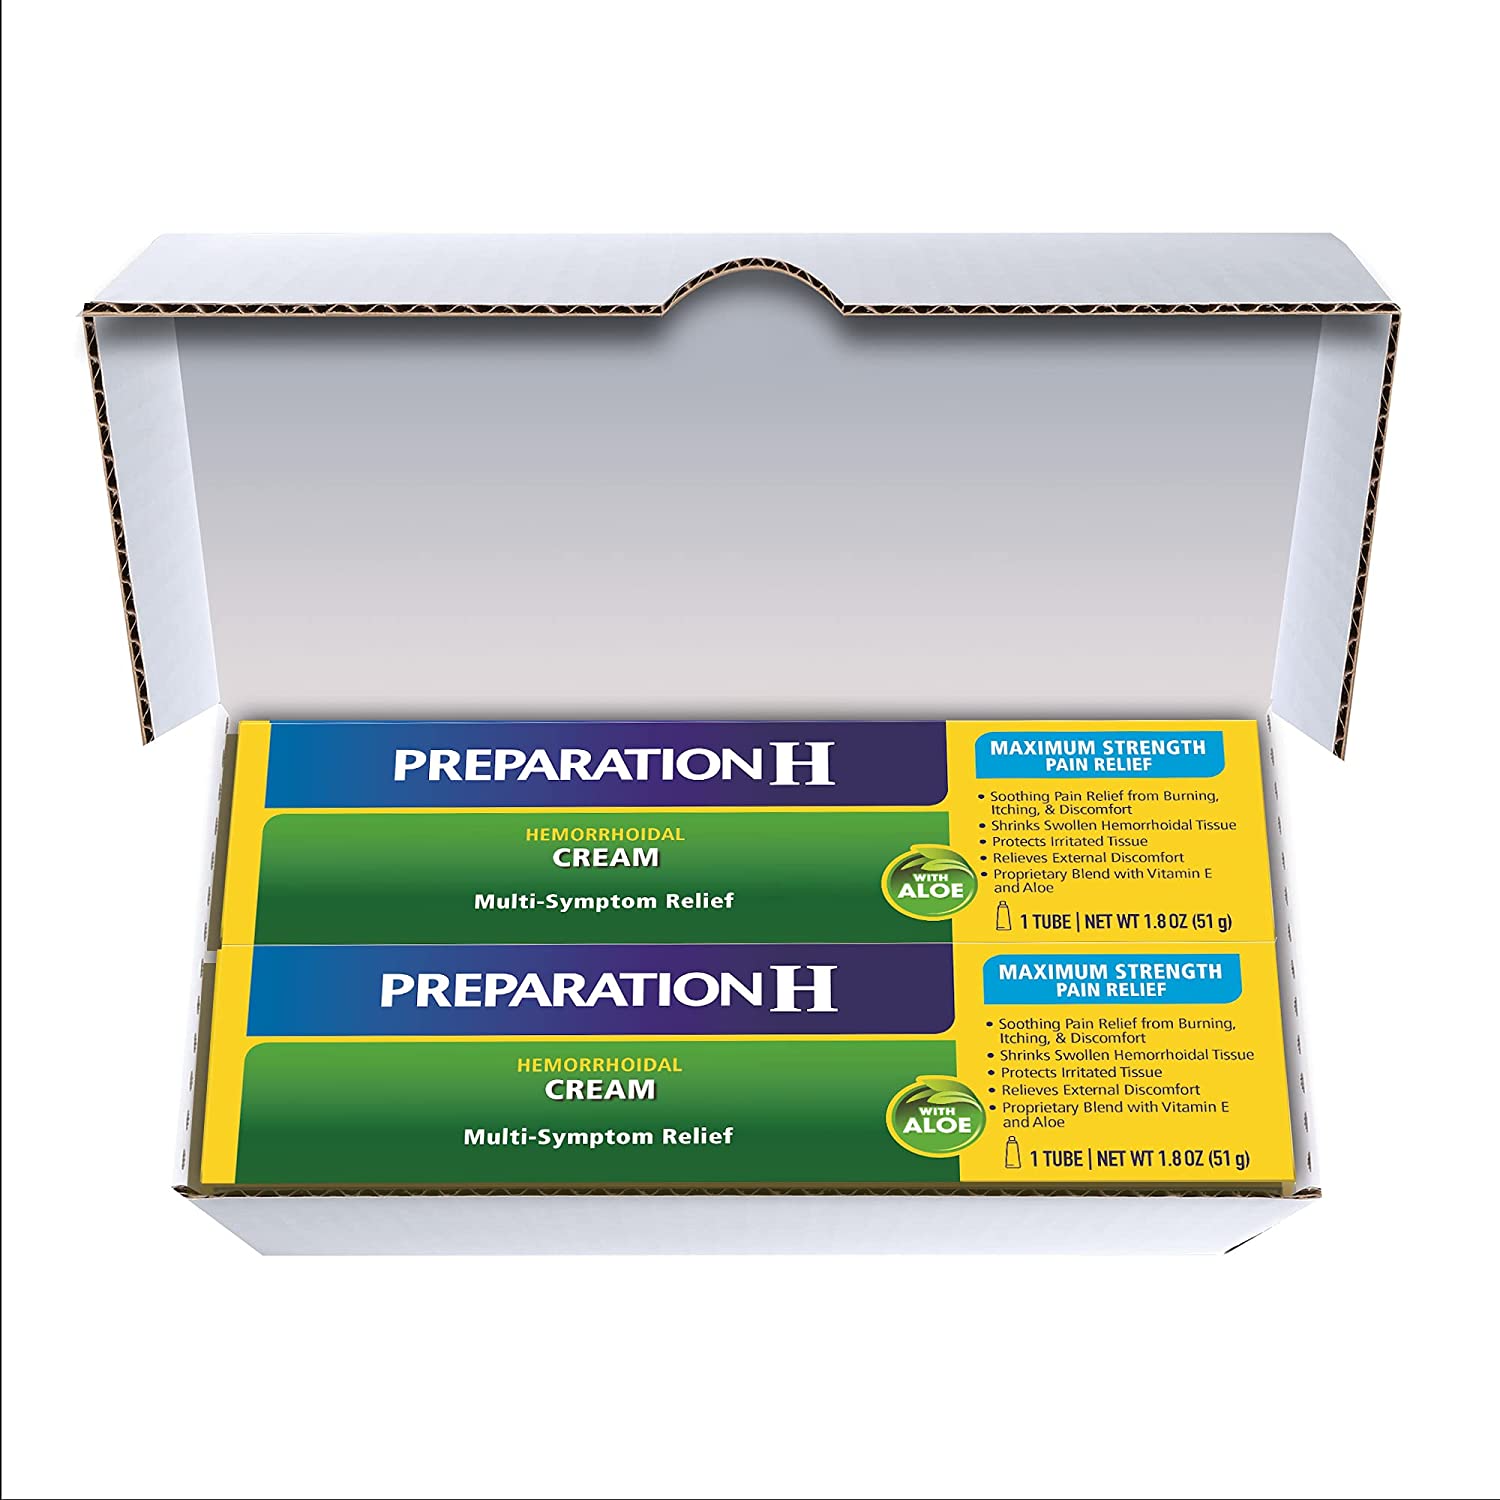 PREPARATION H
HEMORRHOIDAL
CREAM
Multi-Symptom Relief
WITH
ALOE
MAXIMUM STRENGTH
PAIN RELIEF
• Soothing Pain Relief from Burning,
Itching, & Discomfort
• Shrinks Swollen Hemorrhoidal Tissue
• Protects Irritated Tissue
• Relieves External Discomfort
• Proprietary Blend with Vitamin E
and Aloe
1 TUBE | NET WT 1.8 OZ (51 g)
PREPARATION H
HEMORRHOIDAL
CREAM
Multi-Symptom Relief
WITH
ALOE
MAXIMUM STRENGTH
PAIN RELIEF
• Soothing Pain Relief from Burning,
Itching, & Discomfort
• Shrinks Swollen Hemorrhoidal Tissue
• Protects Irritated Tissue
• Relieves External Discomfort
• Proprietary Blend with Vitamin E
and Aloe
1 TUBE | NET WT 1.8 OZ (51 g)